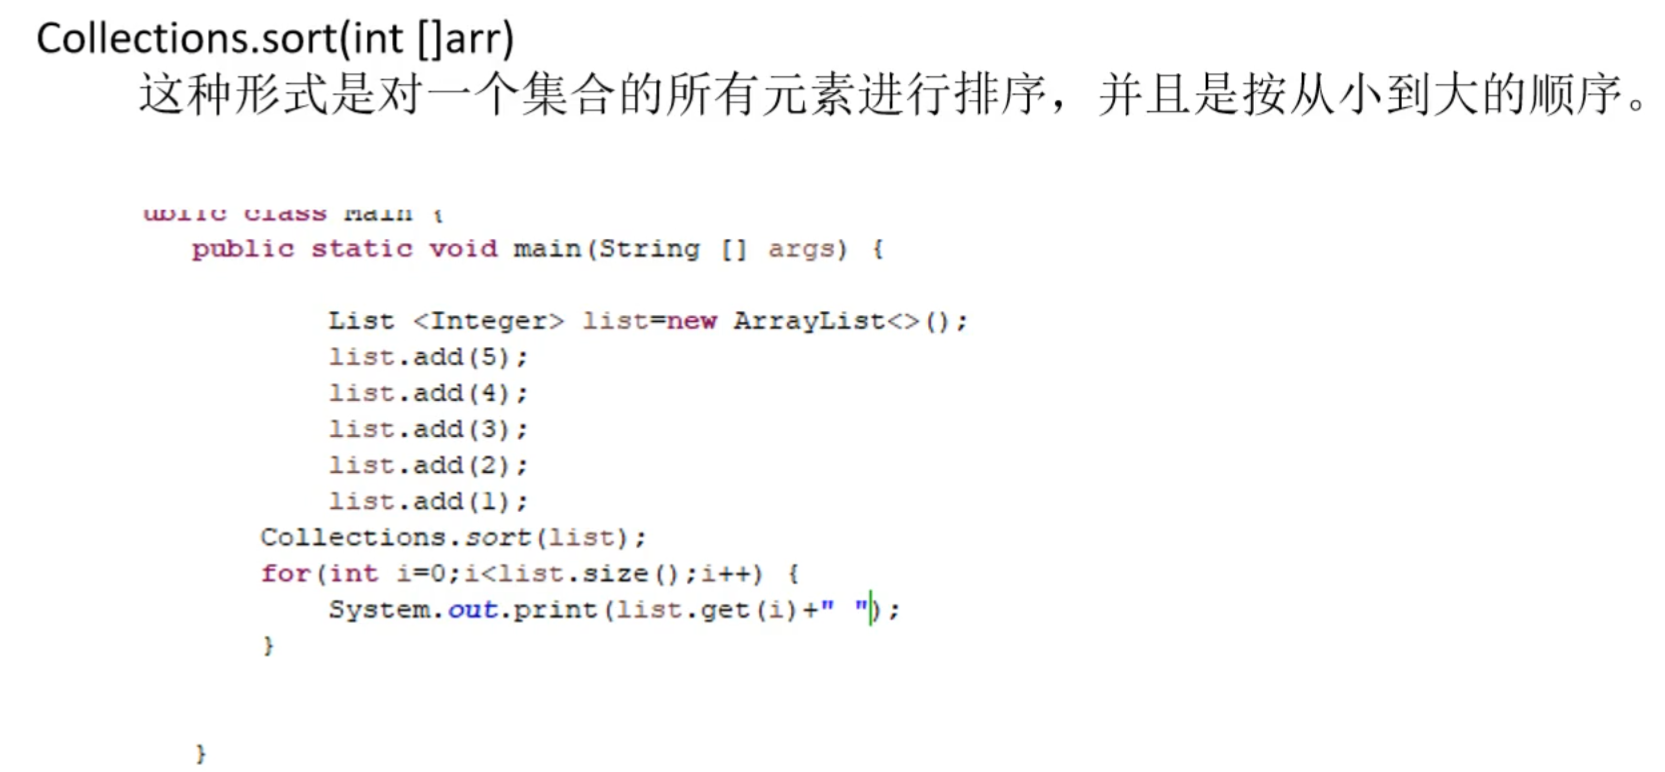 Collections.sort(int []arr)
这种形式是对一个集合的所有元素进行排序，并且是按从小到大的顺序。
ublic class Main {
public static void main(String [] args) {
List <Integer> list=new ArrayList<>();
list.add(5);
list.add(4);
list.add(3);
list.add(2);
list.add(1);
Collections.sort(list);
for(int i=0;i<list.size();i++) {
System.out.print(list.get(i)+" ");
}
}